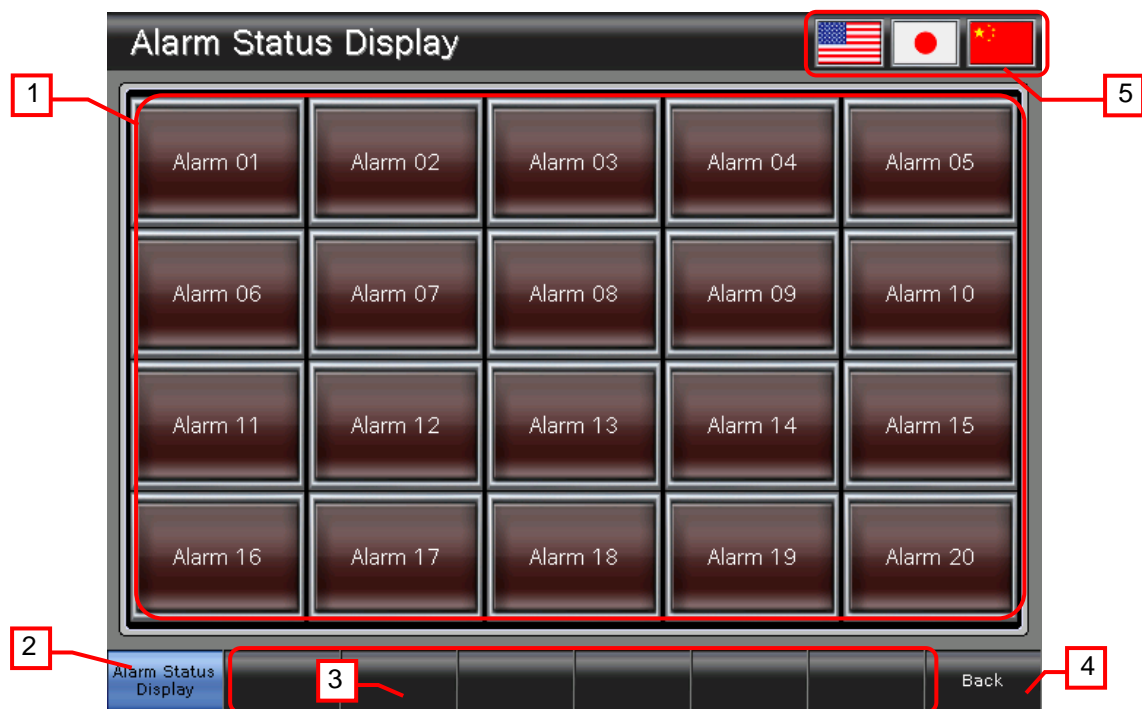 Alarm Status Display
1
5
Alarm 01 Alarm 02 Alarm 03 Alarm 04 Alarm 05
Alarm 06 Alarm 07 Alarm 08 Alarm 09 Alarm 10
Alarm 11 Alarm 12 Alarm 13 Alarm 14 Alarm 15
Alarm 16 Alarm 17 Alarm 18 Alarm 19 Alarm 20
2
Alarm Status
Display
3
Back
4